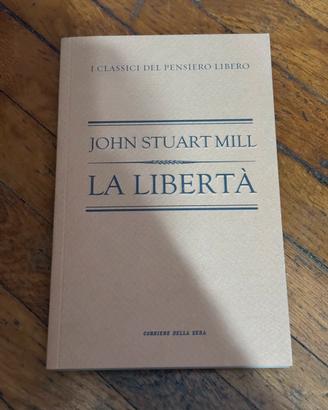 I CLASSICI DEL PENSIERO LIBERO
JOHN STUART MILL
LA LIBERTÀ
CORRIERE DELLA SERA